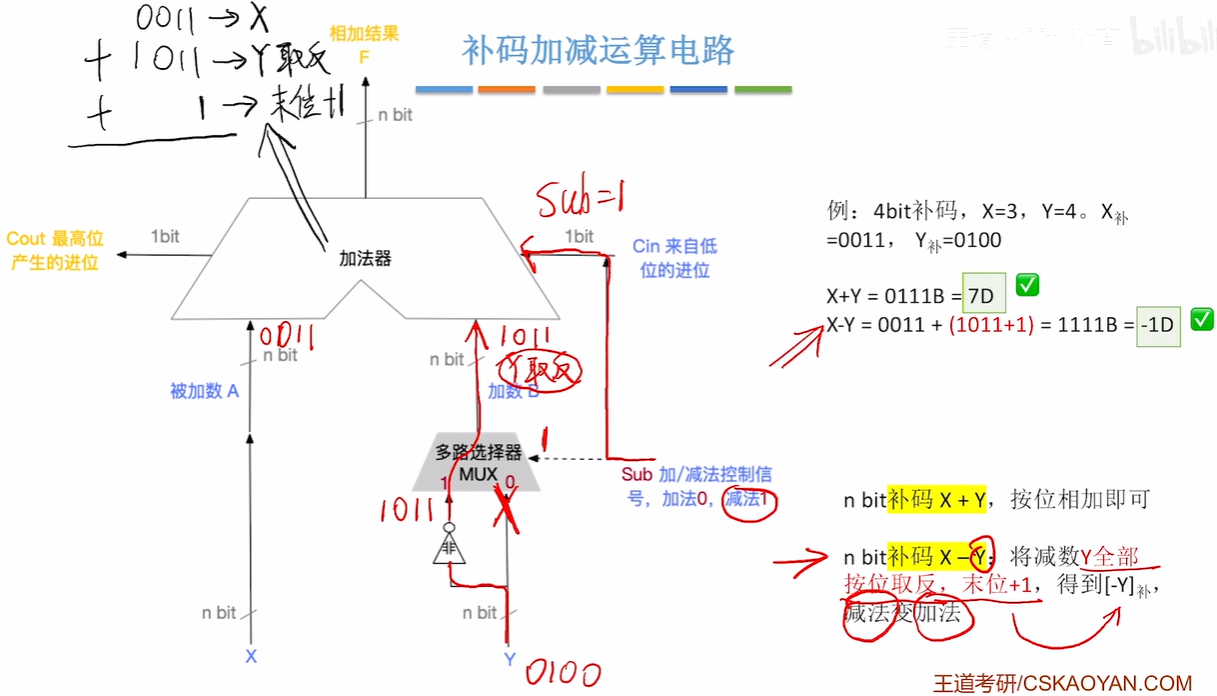 0011→X
+ 1011→Y取反
+ 1→末位+1
相加结果
F
补码加减运算电路
bilibili
n bit
Sub=1
Cout 最高位
产生的进位
1bit
加法器
1bit
Cin 来自低
位的进位
0011
n bit
被加数 A
n bit
1011
Y取反
加数 B
多路选择器
MUX
1 0
1
1011
非
Sub 加/减法控制信
号，加法0，减法1
n bit
X
n bit
Y
0100
例：4bit补码，X=3，Y=4。X补
=0011， Y补=0100
X+Y = 0111B = 7D
X-Y = 0011 + (1011+1) = 1111B = -1D
n bit补码 X + Y，按位相加即可
n bit补码 X – Y：将减数Y全部
按位取反，末位+1，得到[-Y]补，
减法变加法
王道考研/CSKAOYAN.COM